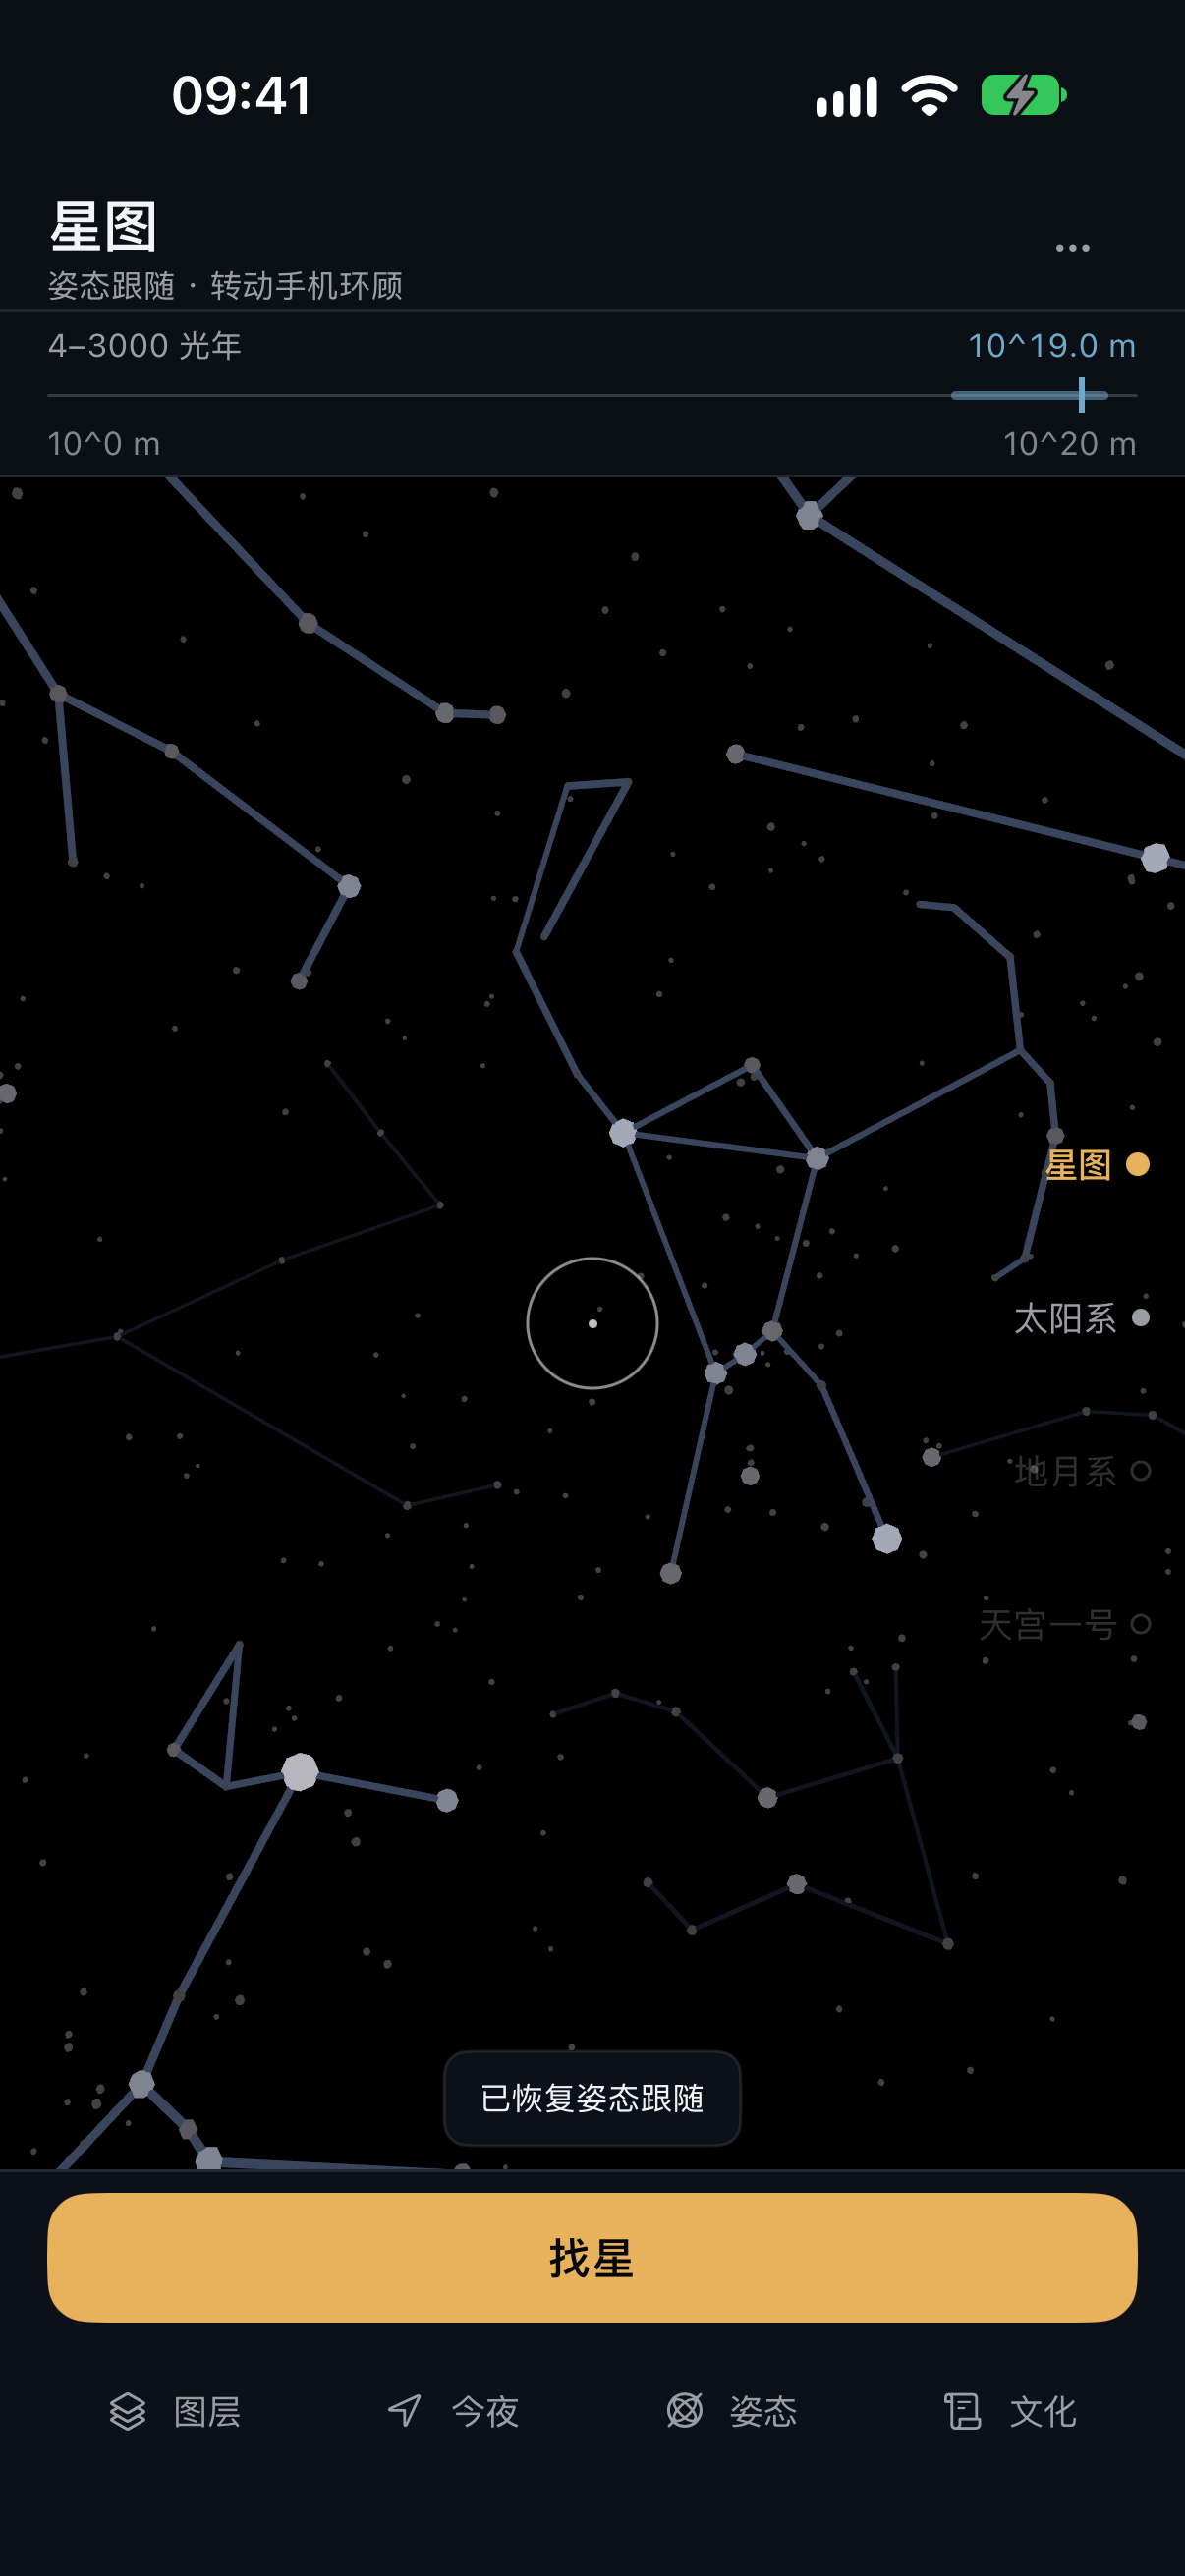 09:41
星图
姿态跟随 · 转动手机环顾
4–3000 光年
10^19.0 m
10^0 m
10^20 m
星图
太阳系
地月系
天宫一号
已恢复姿态跟随
找星
图层
今夜
姿态
文化